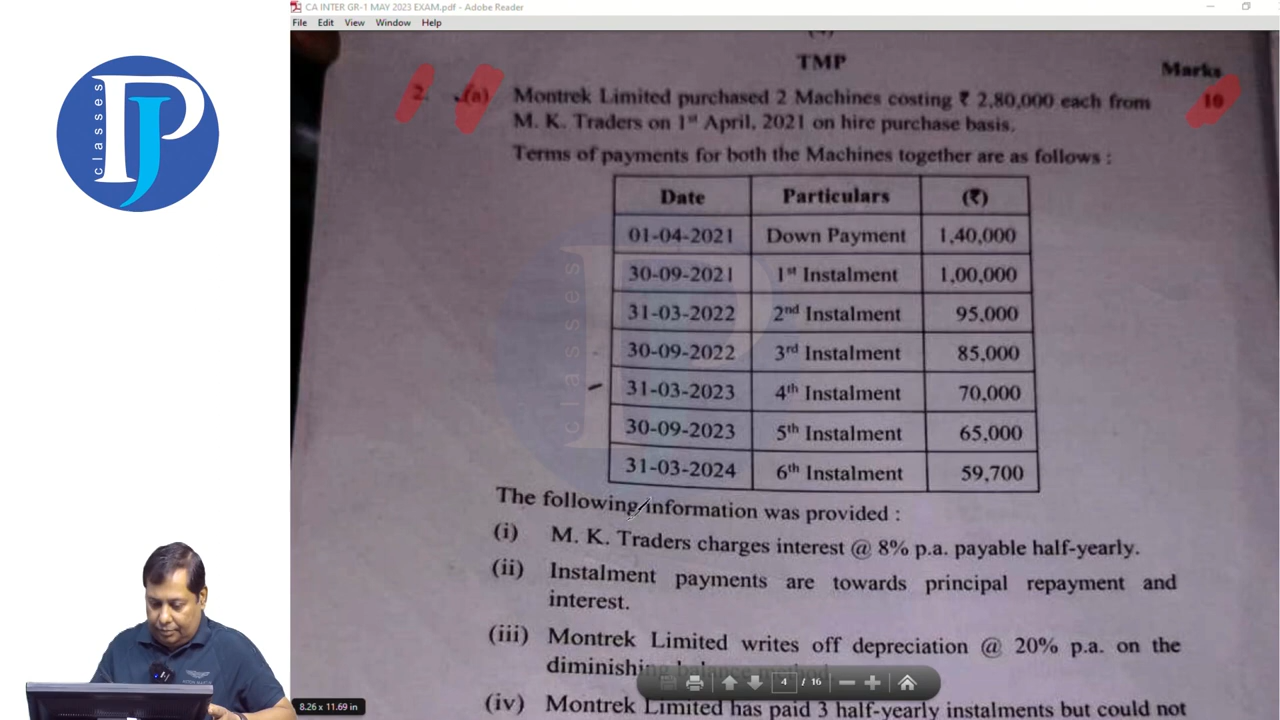 CA INTER GR-1 MAY 2023 EXAM.pdf - Adobe Reader
File Edit View Window Help
classes
PJ
TMP
Marks
2. (a) Montrek Limited purchased 2 Machines costing ₹ 2,80,000 each from 10
M. K. Traders on 1st April, 2021 on hire purchase basis.
Terms of payments for both the Machines together are as follows :
Date Particulars (₹)
01-04-2021 Down Payment 1,40,000
30-09-2021 1st Instalment 1,00,000
31-03-2022 2nd Instalment 95,000
30-09-2022 3rd Instalment 85,000
31-03-2023 4th Instalment 70,000
30-09-2023 5th Instalment 65,000
31-03-2024 6th Instalment 59,700
classes
The following information was provided :
(i) M. K. Traders charges interest @ 8% p.a. payable half-yearly.
(ii) Instalment payments are towards principal repayment and
interest.
(iii) Montrek Limited writes off depreciation @ 20% p.a. on the
diminishing balance method.
4 / 16
(iv) Montrek Limited has paid 3 half-yearly instalments but could not
8.26 x 11.69 in